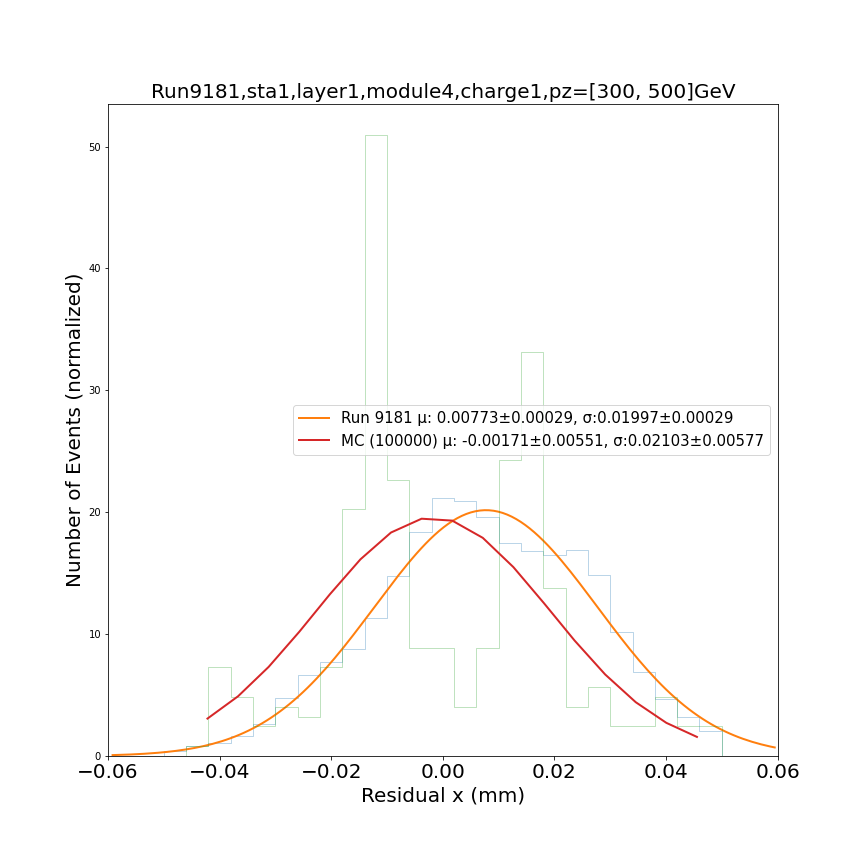 Run9181,sta1,layer1,module4,charge1,pz=[300, 500]GeV
Number of Events (normalized)
50
40
30
20
10
0
Run 9181 μ: 0.00773±0.00029, σ:0.01997±0.00029
MC (100000) μ: -0.00171±0.00551, σ:0.02103±0.00577
−0.06 −0.04 −0.02 0.00 0.02 0.04 0.06
Residual x (mm)